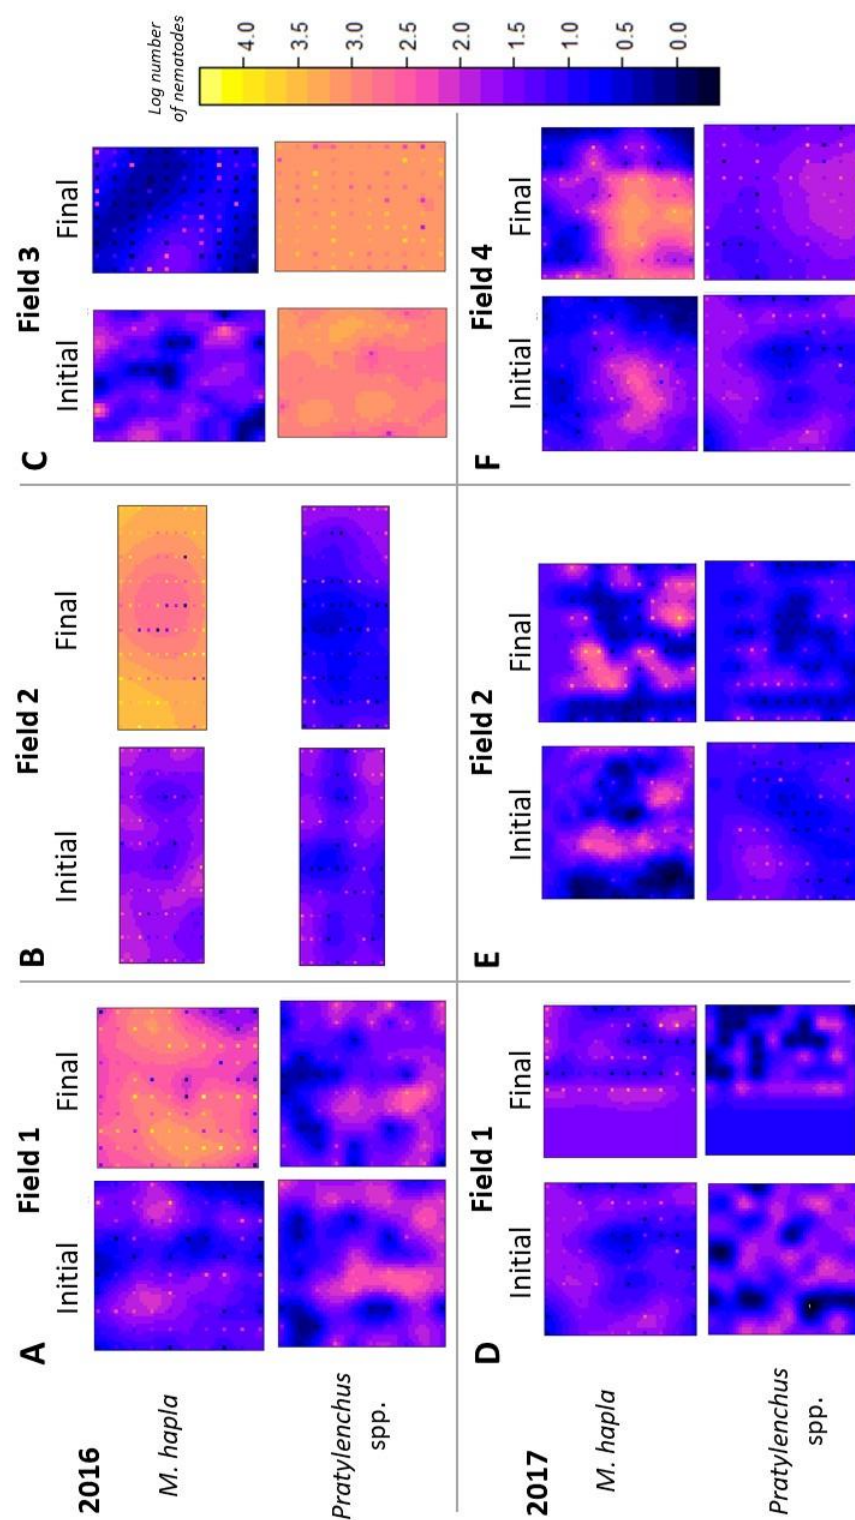 2016
A
Field 1
Initial
Final
B
Field 2
Initial
Final
C
Field 3
Initial
Final
Log number
of nematodes
4.0
3.5
3.0
2.5
2.0
1.5
1.0
0.5
0.0
M. hapla
Pratylenchus
spp.
2017
D
Field 1
Initial
Final
E
Field 2
Initial
Final
F
Field 4
Initial
Final
M. hapla
Pratylenchus
spp.